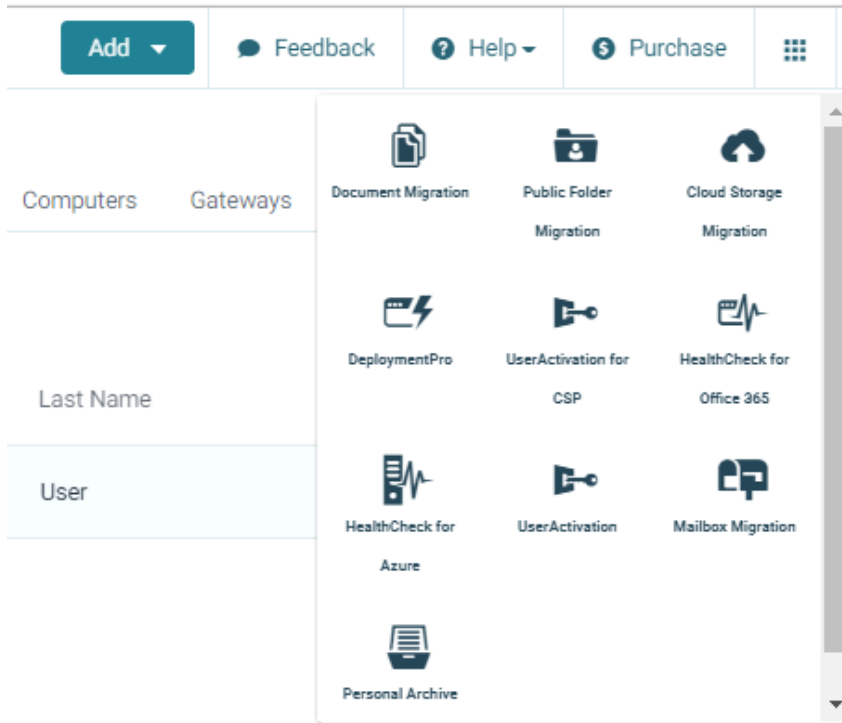 Add
Feedback
Help
Purchase
Computers
Gateways
Last Name
User
Document Migration
Public Folder
Migration
Cloud Storage
Migration
DeploymentPro
UserActivation for
CSP
HealthCheck for
Office 365
HealthCheck for
Azure
UserActivation
Mailbox Migration
Personal Archive